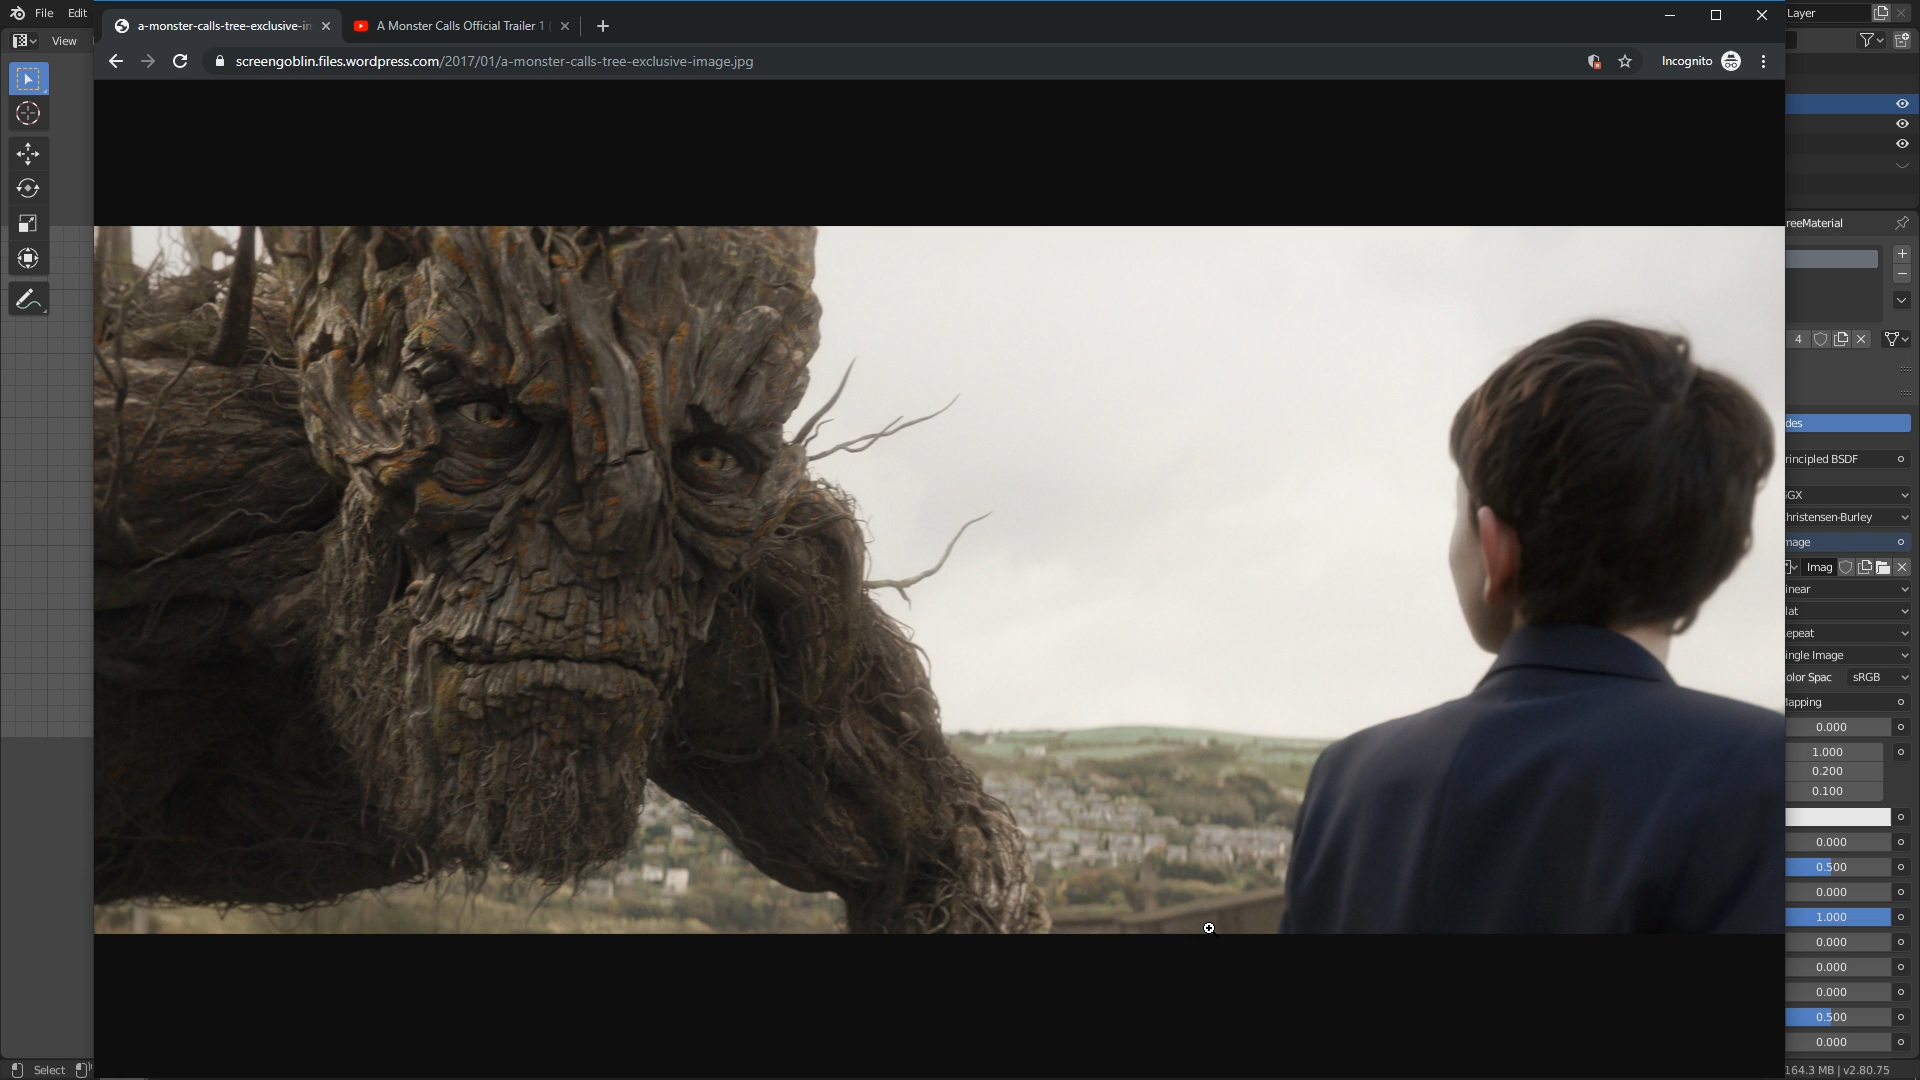 File Edit
a-monster-calls-tree-exclusive-im
A Monster Calls Official Trailer 1
Layer
View
screengoblin.files.wordpress.com/2017/01/a-monster-calls-tree-exclusive-image.jpg
Incognito
reeMaterial
4
des
rincipled BSDF
GX
hristensen-Burley
mage
Imag
inear
lat
epeat
ingle Image
olor Spac sRGB
Mapping
0.000
1.000
0.200
0.100
0.000
0.500
0.000
1.000
0.000
0.000
0.000
0.500
0.000
Select
164.3 MB | v2.80.75